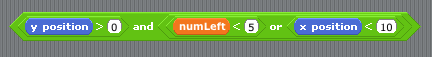 y position > 0 and numLeft < 5 or x position < 10